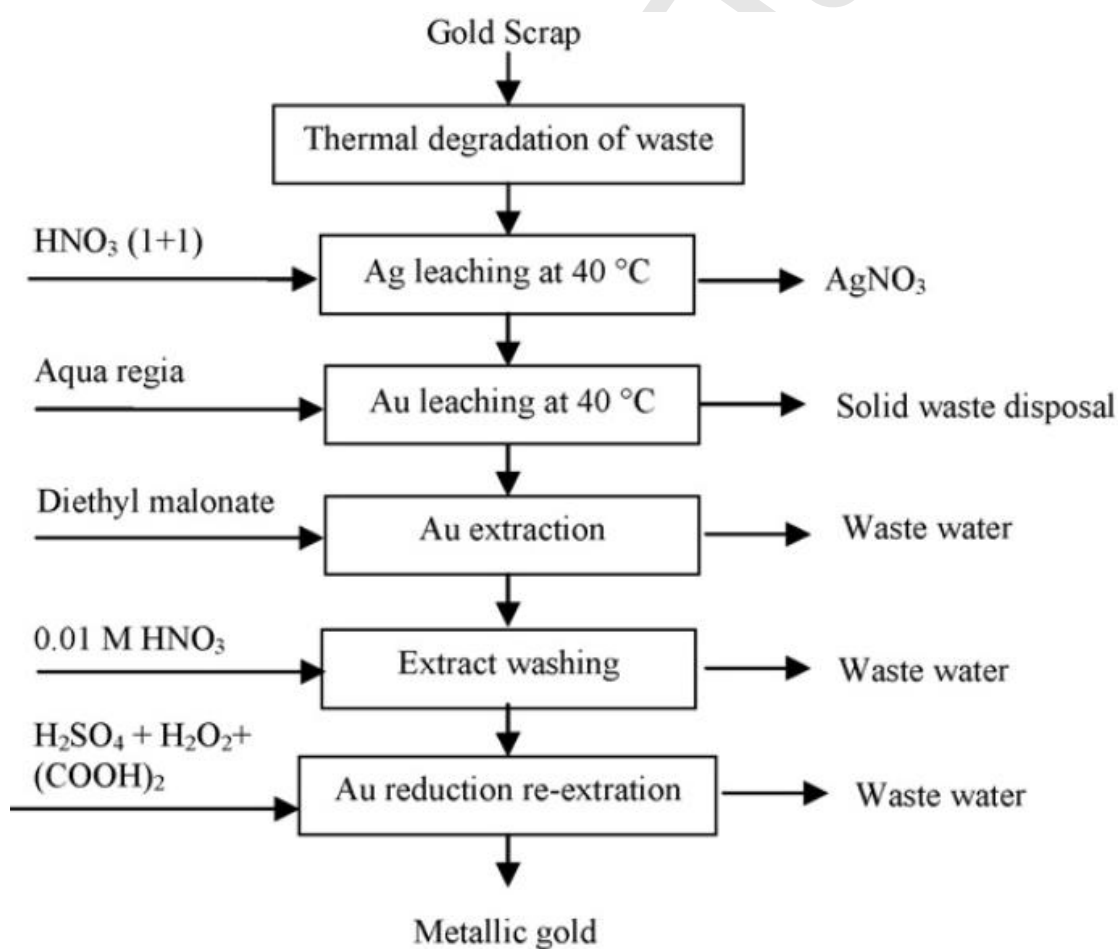 Gold Scrap
Thermal degradation of waste
HNO₃ (1+1)
Ag leaching at 40 °C
AgNO₃
Aqua regia
Au leaching at 40 °C
Solid waste disposal
Diethyl malonate
Au extraction
Waste water
0.01 M HNO₃
Extract washing
Waste water
H₂SO₄ + H₂O₂+
(COOH)₂
Au reduction re-extration
Waste water
Metallic gold